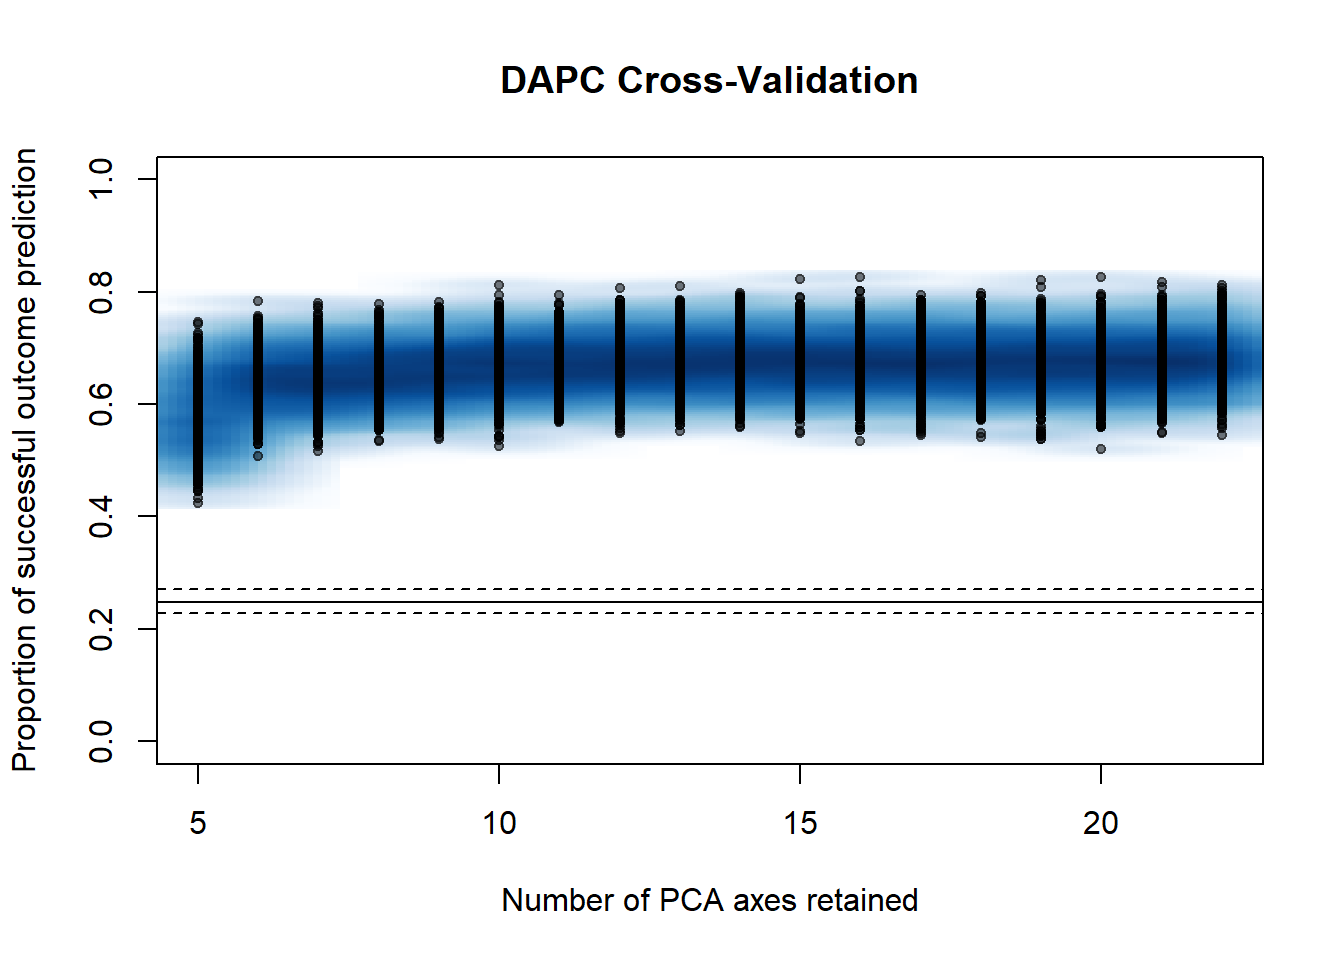 DAPC Cross-Validation
Proportion of successful outcome prediction
1.0
0.8
0.6
0.4
0.2
0.0
5 10 15 20
Number of PCA axes retained